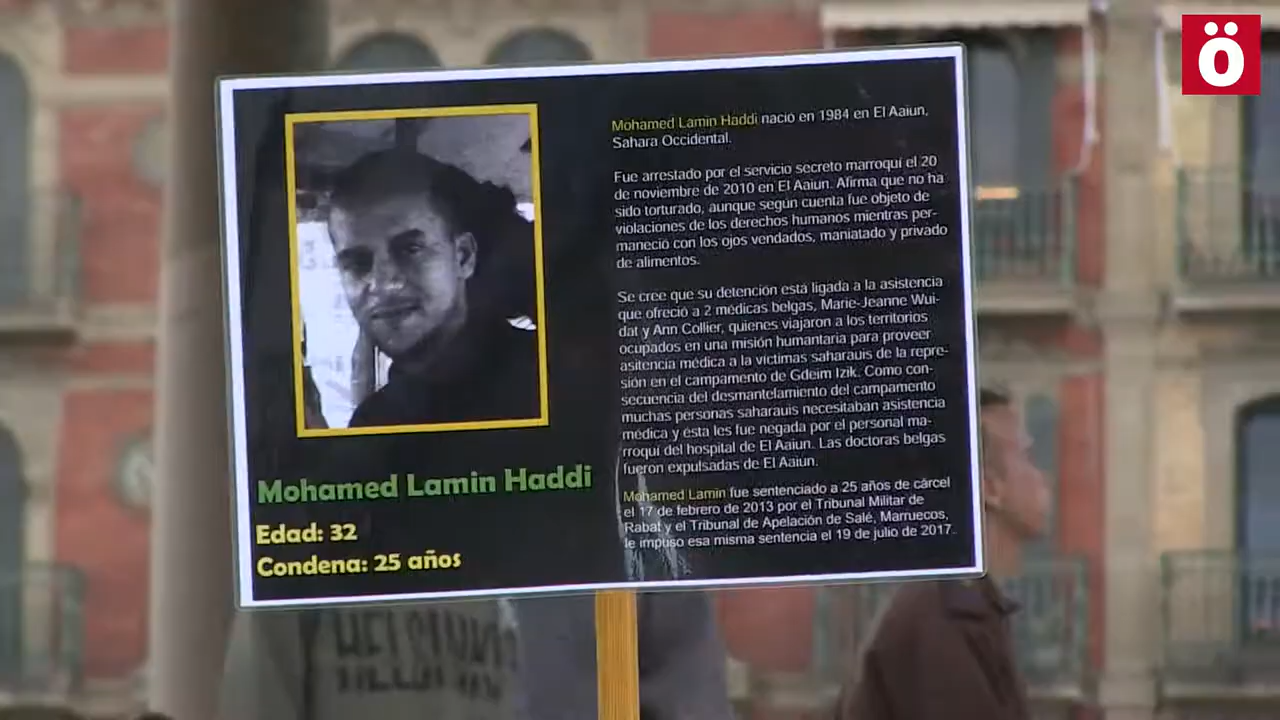 ö
Mohamed Lamin Haddi nació en 1984 en El Aaiun,
Sahara Occidental.
Fue arrestado por el servicio secreto marroquí el 20
de noviembre de 2010 en El Aaiun. Afirma que no ha
sido torturado, aunque según cuenta fue objeto de
violaciones de los derechos humanos mientras per-
maneció con los ojos vendados, maniatado y privado
de alimentos.
Se cree que su detención está ligada a la asistencia
que ofreció a 2 médicas belgas, Marie-Jeanne Wui-
dat y Ann Collier, quienes viajaron a los territorios
ocupados en una misión humanitaria para proveer
asitencia médica a la víctimas saharauis de la repre-
sión en el campamento de Gdeim Izik. Como con-
secuencia del desmantelamiento del campamento
muchas personas saharauis necesitaban asistencia
médica y ésta les fue negada por el personal ma-
rroquí del hospital de El Aaiun. Las doctoras belgas
fueron expulsadas de El Aaiun.
Mohamed Lamin fue sentenciado a 25 años de cárcel
el 17 de febrero de 2013 por el Tribunal Militar de
Rabat y el Tribunal de Apelación de Salé, Marruecos,
le impuso esa misma sentencia el 19 de julio de 2017.
Mohamed Lamin Haddi
Edad: 32
Condena: 25 años